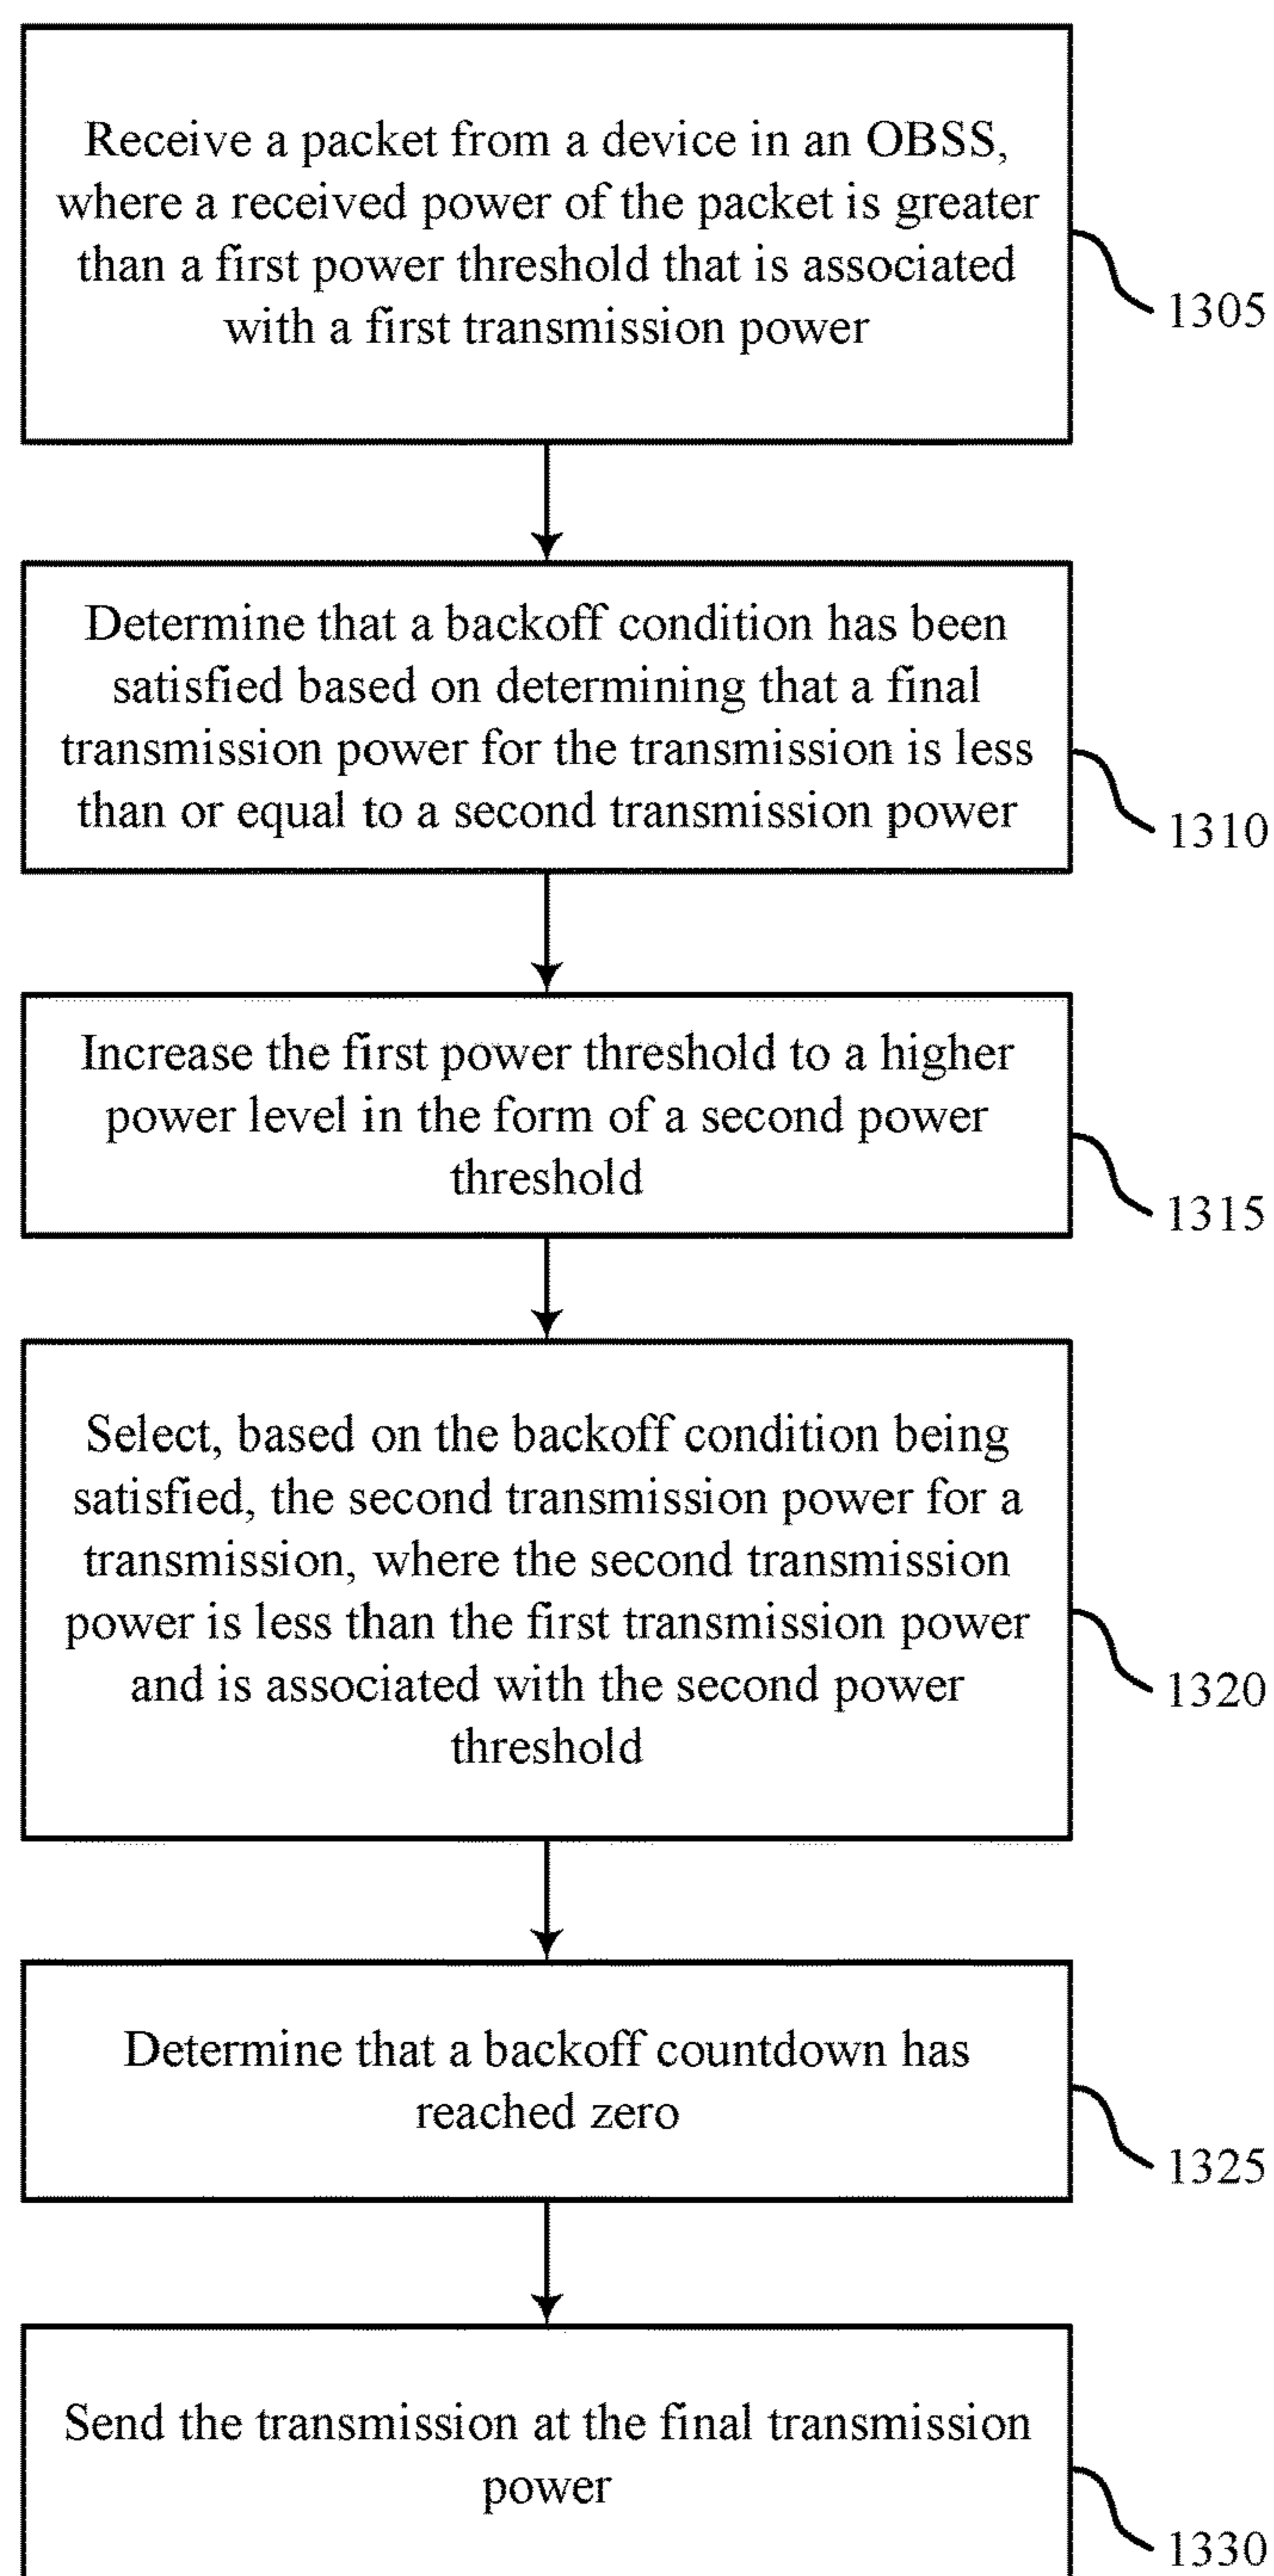 Receive a packet from a device in an OBSS,
where a received power of the packet is greater
than a first power threshold that is associated
with a first transmission power
1305
Determine that a backoff condition has been
satisfied based on determining that a final
transmission power for the transmission is less
than or equal to a second transmission power
1310
Increase the first power threshold to a higher
power level in the form of a second power
threshold
1315
Select, based on the backoff condition being
satisfied, the second transmission power for a
transmission, where the second transmission
power is less than the first transmission power
and is associated with the second power
threshold
1320
Determine that a backoff countdown has
reached zero
1325
Send the transmission at the final transmission
power
1330